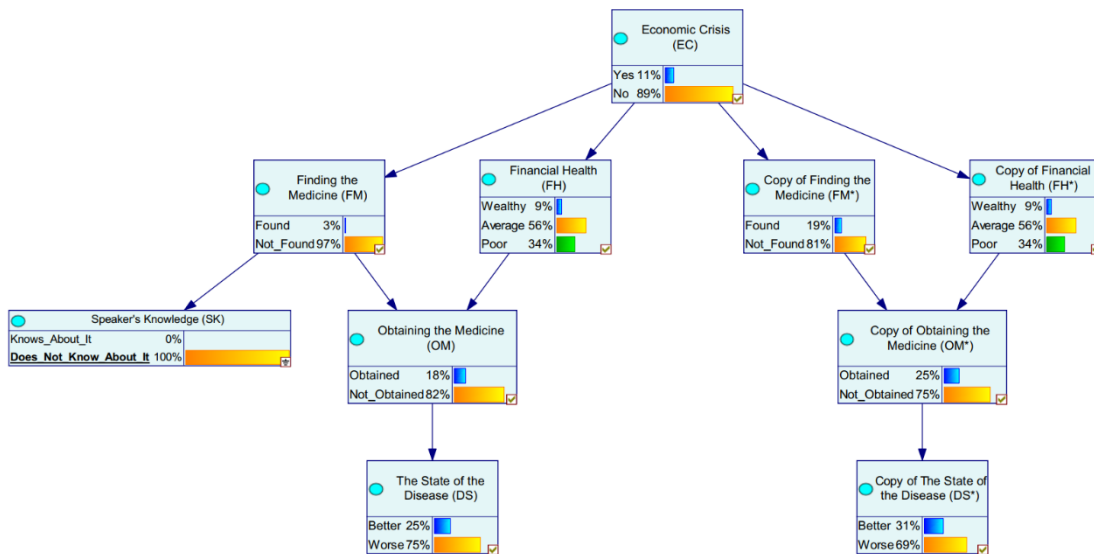 Economic Crisis
(EC)
Yes 11%
No 89%
Finding the
Medicine (FM)
Found 3%
Not_Found 97%
Financial Health
(FH)
Wealthy 9%
Average 56%
Poor 34%
Copy of Finding the
Medicine (FM*)
Found 19%
Not_Found 81%
Copy of Financial
Health (FH*)
Wealthy 9%
Average 56%
Poor 34%
Speaker's Knowledge (SK)
Knows_About_It 0%
Does_Not_Know_About_It 100%
Obtaining the Medicine
(OM)
Obtained 18%
Not_Obtained 82%
Copy of Obtaining the
Medicine (OM*)
Obtained 25%
Not_Obtained 75%
The State of the
Disease (DS)
Better 25%
Worse 75%
Copy of The State of
the Disease (DS*)
Better 31%
Worse 69%